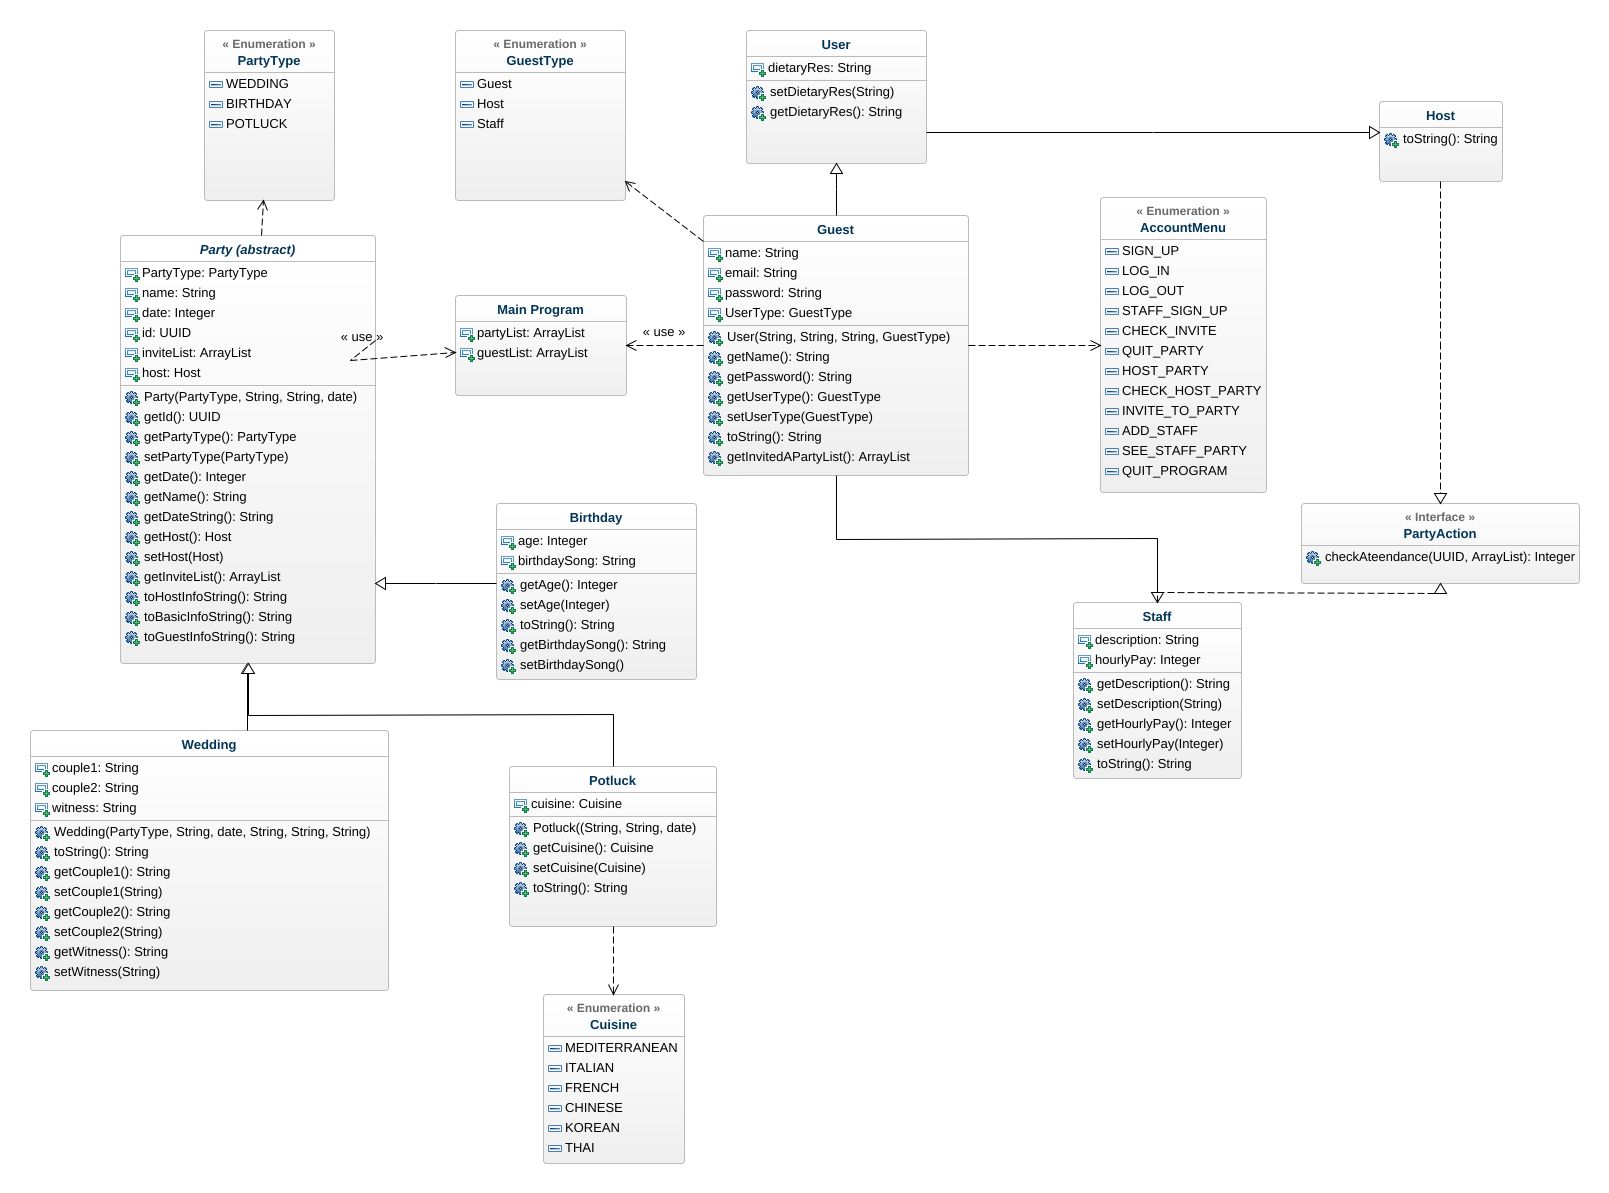 « Enumeration »
PartyType
WEDDING
BIRTHDAY
POTLUCK
« Enumeration »
GuestType
Guest
Host
Staff
User
dietaryRes: String
setDietaryRes(String)
getDietaryRes(): String
Host
toString(): String
Party (abstract)
PartyType: PartyType
name: String
date: Integer
id: UUID
inviteList: ArrayList
host: Host
Party(PartyType, String, String, date)
getId(): UUID
getPartyType(): PartyType
setPartyType(PartyType)
getDate(): Integer
getName(): String
getDateString(): String
getHost(): Host
setHost(Host)
getInviteList(): ArrayList
toHostInfoString(): String
toBasicInfoString(): String
toGuestInfoString(): String
« use »
Main Program
partyList: ArrayList
guestList: ArrayList
« use »
Guest
name: String
email: String
password: String
UserType: GuestType
User(String, String, String, GuestType)
getName(): String
getPassword(): String
getUserType(): GuestType
setUserType(GuestType)
toString(): String
getInvitedAPartyList(): ArrayList
« Enumeration »
AccountMenu
SIGN_UP
LOG_IN
LOG_OUT
STAFF_SIGN_UP
CHECK_INVITE
QUIT_PARTY
HOST_PARTY
CHECK_HOST_PARTY
INVITE_TO_PARTY
ADD_STAFF
SEE_STAFF_PARTY
QUIT_PROGRAM
Birthday
age: Integer
birthdaySong: String
getAge(): Integer
setAge(Integer)
toString(): String
getBirthdaySong(): String
setBirthdaySong()
« Interface »
PartyAction
checkAteendance(UUID, ArrayList): Integer
Staff
description: String
hourlyPay: Integer
getDescription(): String
setDescription(String)
getHourlyPay(): Integer
setHourlyPay(Integer)
toString(): String
Wedding
couple1: String
couple2: String
witness: String
Wedding(PartyType, String, date, String, String, String)
toString(): String
getCouple1(): String
setCouple1(String)
getCouple2(): String
setCouple2(String)
getWitness(): String
setWitness(String)
Potluck
cuisine: Cuisine
Potluck((String, String, date)
getCuisine(): Cuisine
setCuisine(Cuisine)
toString(): String
« Enumeration »
Cuisine
MEDITERRANEAN
ITALIAN
FRENCH
CHINESE
KOREAN
THAI